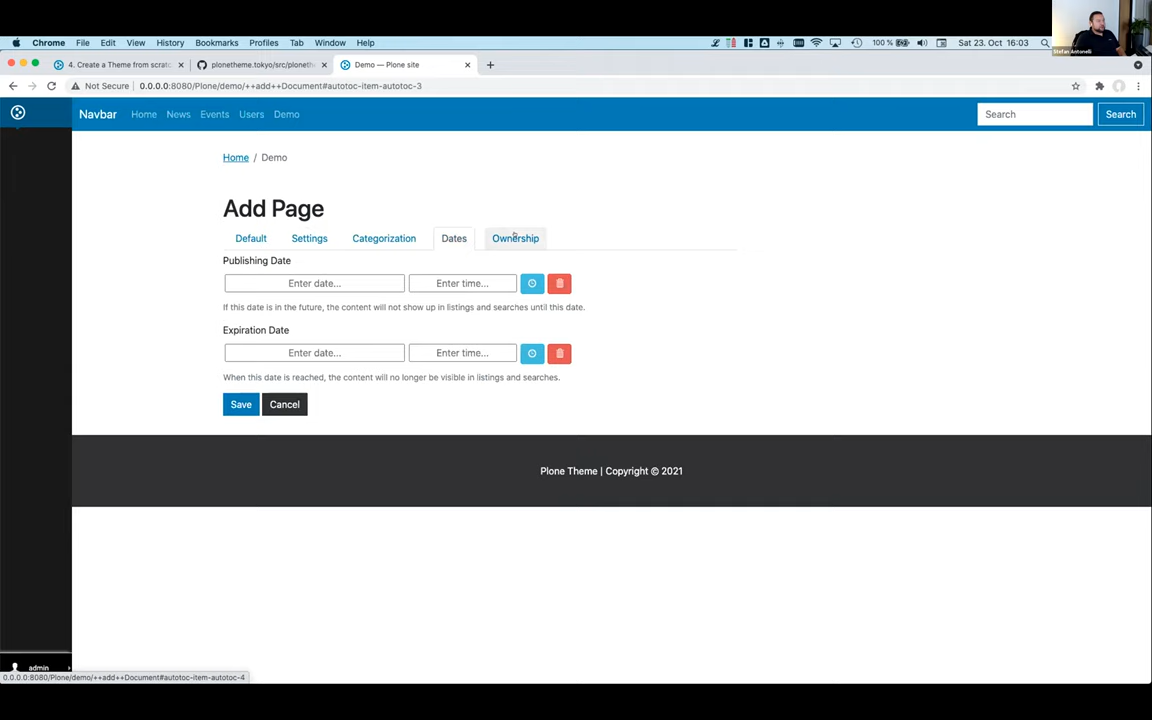 Chrome File Edit View History Bookmarks Profiles Tab Window Help 100 % Sat 23. Oct 16:03
Stefan Antonelli
4. Create a Theme from scratc
plonetheme.tokyo/src/ploneth
Demo — Plone site
Not Secure 0.0.0.0:8080/Plone/demo/++add++Document#autotoc-item-autotoc-3
Navbar Home News Events Users Demo Search Search
Home / Demo
Add Page
Default Settings Categorization Dates Ownership
Publishing Date
Enter date... Enter time...
If this date is in the future, the content will not show up in listings and searches until this date.
Expiration Date
Enter date... Enter time...
When this date is reached, the content will no longer be visible in listings and searches.
Save Cancel
Plone Theme | Copyright © 2021
admin
0.0.0.0:8080/Plone/demo/++add++Document#autotoc-item-autotoc-4